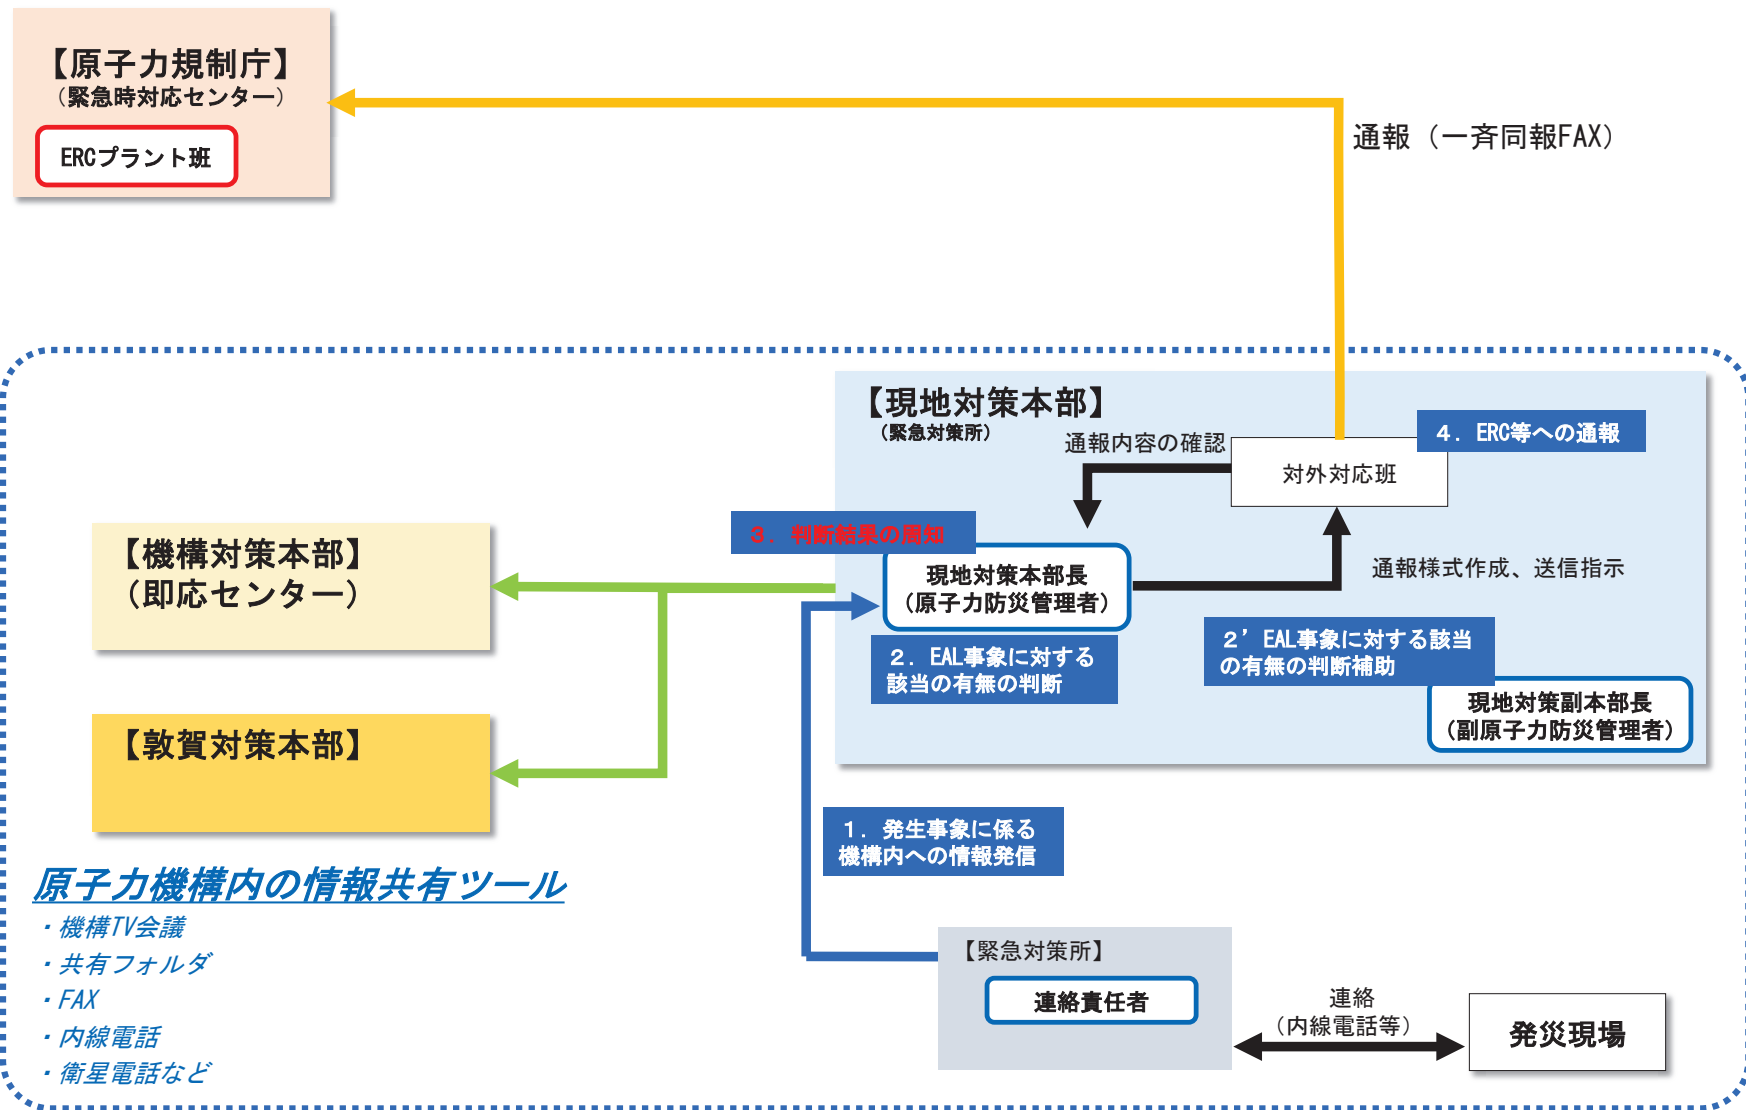 【原子力規制庁】
（緊急時対応センター）
ERCプラント班
通報（一斉同報FAX）
【現地対策本部】
（緊急対策所）
通報内容の確認
４．ERC等への通報
対外対応班
３．判断結果の周知
現地対策本部長
（原子力防災管理者）
通報様式作成、送信指示
２．EAL事象に対する
該当の有無の判断
２’EAL事象に対する該当
の有無の判断補助
現地対策副本部長
（副原子力防災管理者）
【機構対策本部】
（即応センター）
【敦賀対策本部】
１．発生事象に係る
機構内への情報発信
原子力機構内の情報共有ツール
・機構TV会議
・共有フォルダ
・FAX
・内線電話
・衛星電話など
【緊急対策所】
連絡責任者
連絡
（内線電話等）
発災現場